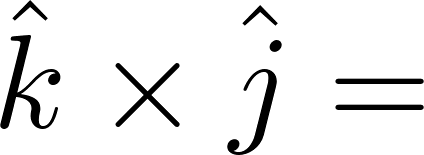 k̂ × ĵ =